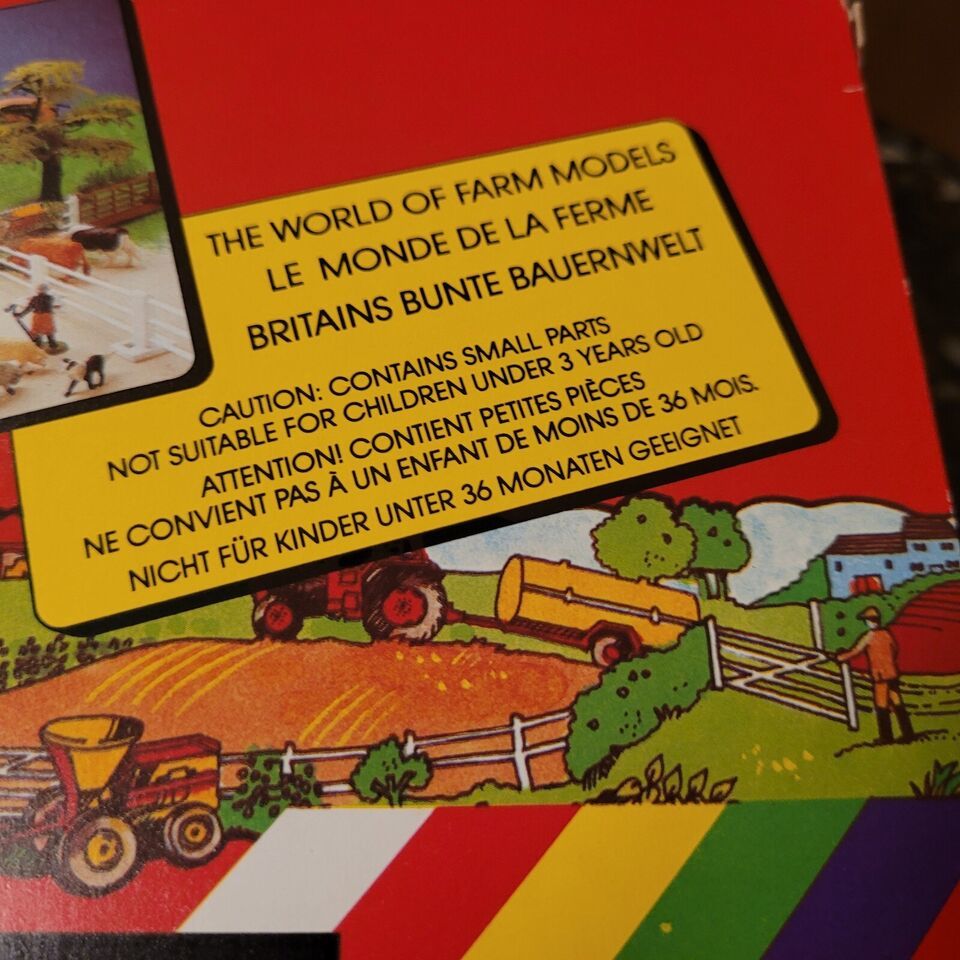 THE WORLD OF FARM MODELS
LE MONDE DE LA FERME
BRITAINS BUNTE BAUERNWELT
CAUTION: CONTAINS SMALL PARTS
NOT SUITABLE FOR CHILDREN UNDER 3 YEARS OLD
ATTENTION! CONTIENT PETITES PIÈCES
NE CONVIENT PAS À UN ENFANT DE MOINS DE 36 MOIS.
NICHT FÜR KINDER UNTER 36 MONATEN GEEIGNET